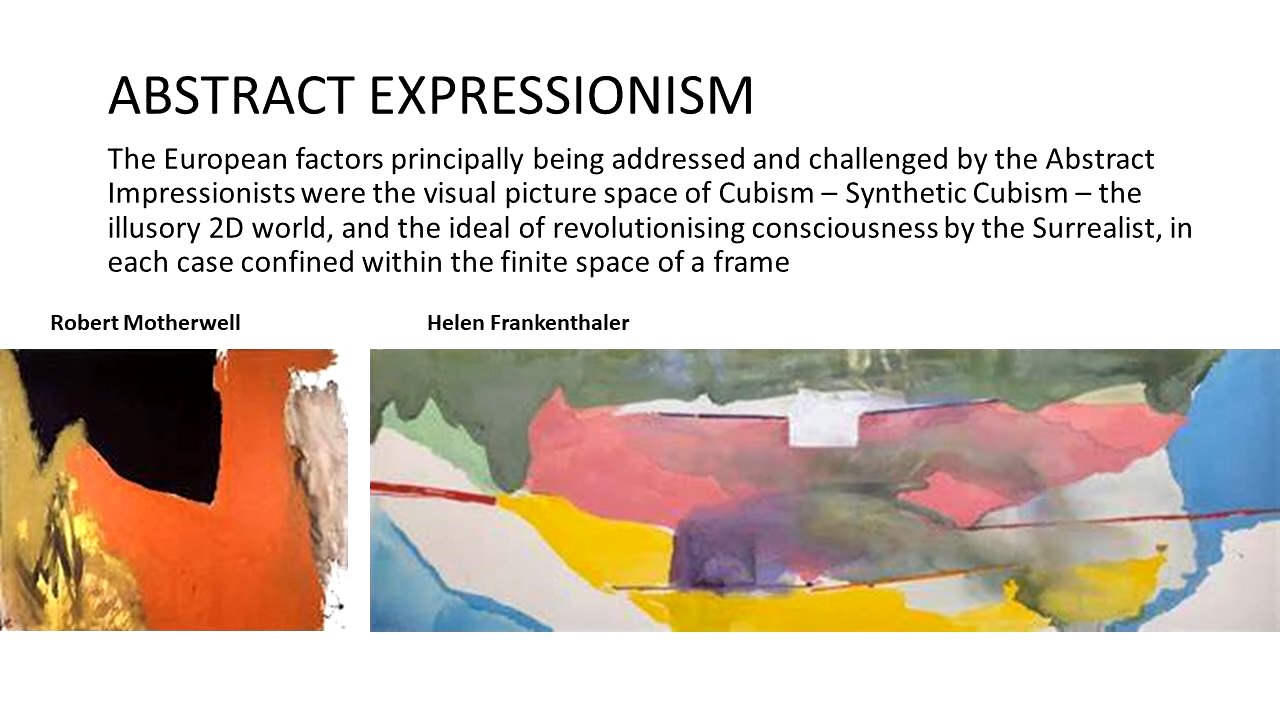 ABSTRACT EXPRESSIONISM
The European factors principally being addressed and challenged by the Abstract
Impressionists were the visual picture space of Cubism – Synthetic Cubism – the
illusory 2D world, and the ideal of revolutionising consciousness by the Surrealist, in
each case confined within the finite space of a frame
Robert Motherwell
Helen Frankenthaler